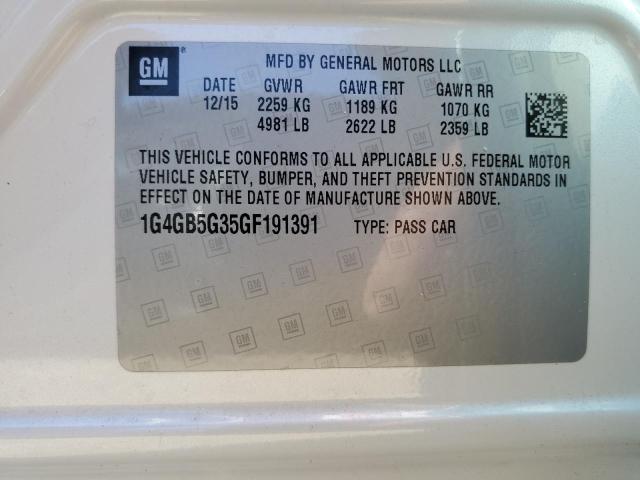 GM
MFD BY GENERAL MOTORS LLC
DATE GVWR GAWR FRT GAWR RR
12/15 2259 KG 1189 KG 1070 KG
4981 LB 2622 LB 2359 LB
THIS VEHICLE CONFORMS TO ALL APPLICABLE U.S. FEDERAL MOTOR
VEHICLE SAFETY, BUMPER, AND THEFT PREVENTION STANDARDS IN
EFFECT ON THE DATE OF MANUFACTURE SHOWN ABOVE.
1G4GB5G35GF191391 TYPE: PASS CAR